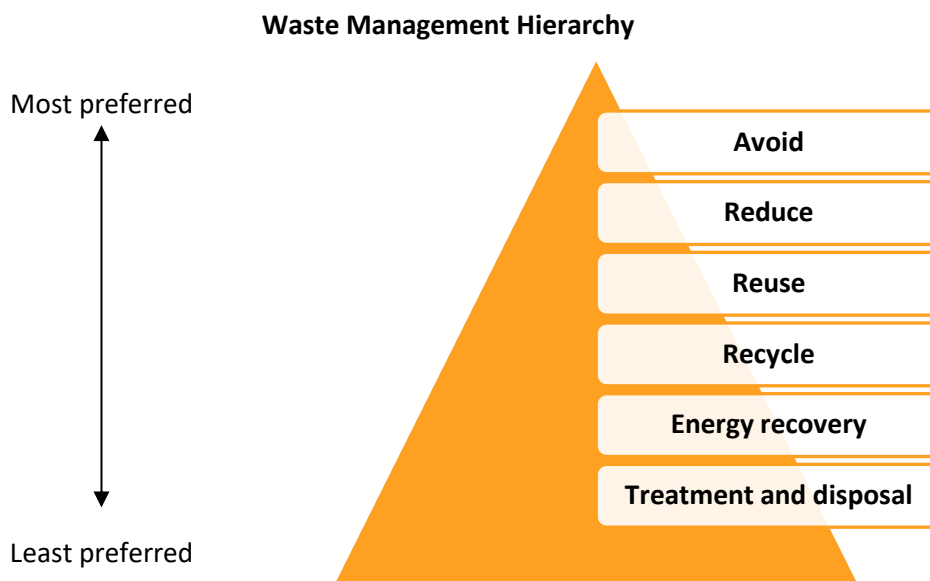 Waste Management Hierarchy
Most preferred
Avoid
Reduce
Reuse
Recycle
Energy recovery
Treatment and disposal
Least preferred